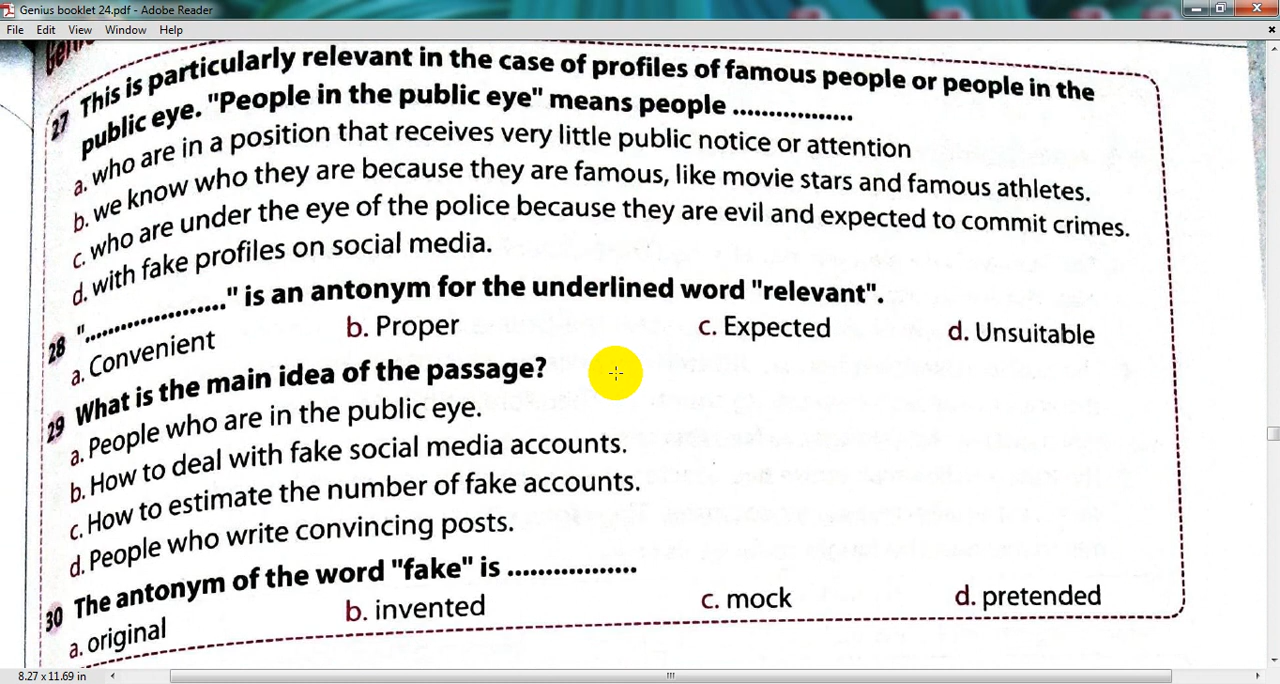 Genius booklet 24.pdf - Adobe Reader
File Edit View Window Help
27 This is particularly relevant in the case of profiles of famous people or people in the
public eye. "People in the public eye" means people .................
a. who are in a position that receives very little public notice or attention
b. we know who they are because they are famous, like movie stars and famous athletes.
c. who are under the eye of the police because they are evil and expected to commit crimes.
d. with fake profiles on social media.
28 "......................" is an antonym for the underlined word "relevant".
a. Convenient b. Proper c. Expected d. Unsuitable
29 What is the main idea of the passage?
a. People who are in the public eye.
b. How to deal with fake social media accounts.
c. How to estimate the number of fake accounts.
d. People who write convincing posts.
30 The antonym of the word "fake" is .................
a. original b. invented c. mock d. pretended
8.27 x 11.69 in